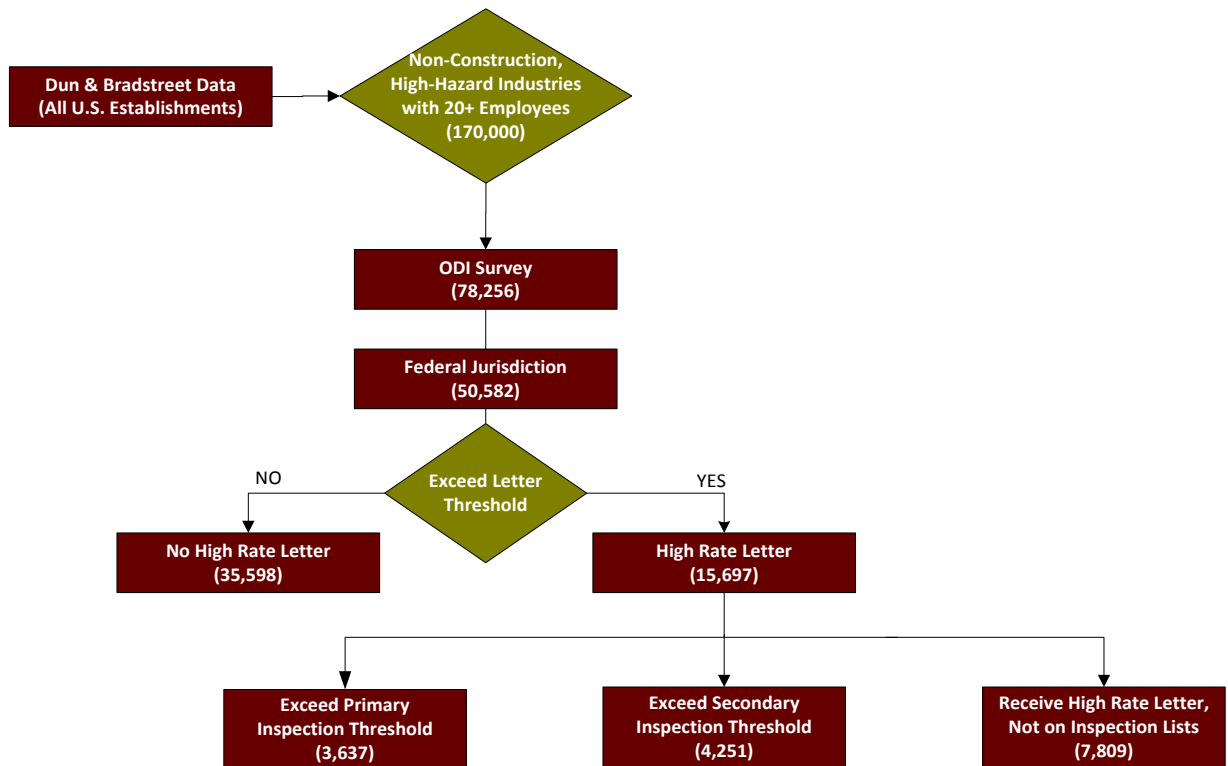 Non-Construction,
High-Hazard Industries
with 20+ Employees
(170,000)
Dun & Bradstreet Data
(All U.S. Establishments)
ODI Survey
(78,256)
Federal Jurisdiction
(50,582)
Exceed Letter
Threshold
NO
YES
No High Rate Letter
(35,598)
High Rate Letter
(15,697)
Exceed Primary
Inspection Threshold
(3,637)
Exceed Secondary
Inspection Threshold
(4,251)
Receive High Rate Letter,
Not on Inspection Lists
(7,809)